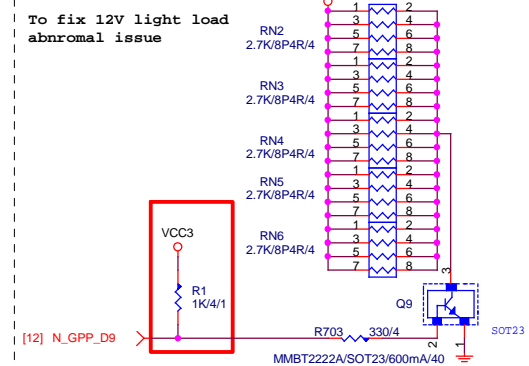 To fix 12V light load
abnromal issue
RN2
2.7K/8P4R/4
1 2
3 4
5 6
7 8
RN3
2.7K/8P4R/4
1 2
3 4
5 6
7 8
RN4
2.7K/8P4R/4
1 2
3 4
5 6
7 8
RN5
2.7K/8P4R/4
1 2
3 4
5 6
7 8
RN6
2.7K/8P4R/4
1 2
3 4
5 6
7 8
VCC3
R1
1K/4/1
3
Q9
SOT23
[12] N_GPP_D9
R703 330/4
2 1
MMBT2222A/SOT23/600mA/40